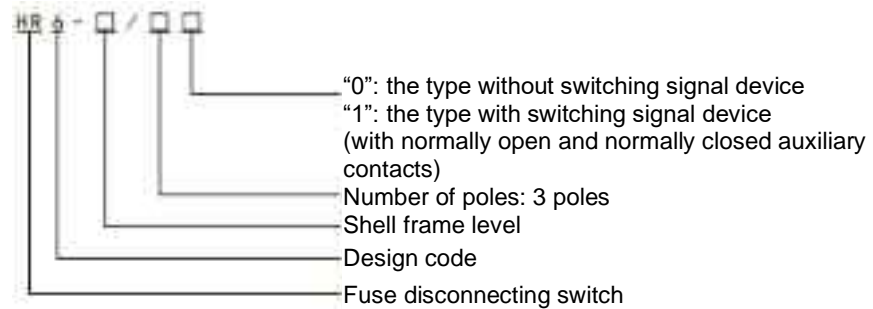 HR 6 - □ / □ □
“0”: the type without switching signal device
“1”: the type with switching signal device
(with normally open and normally closed auxiliary
contacts)
Number of poles: 3 poles
Shell frame level
Design code
Fuse disconnecting switch